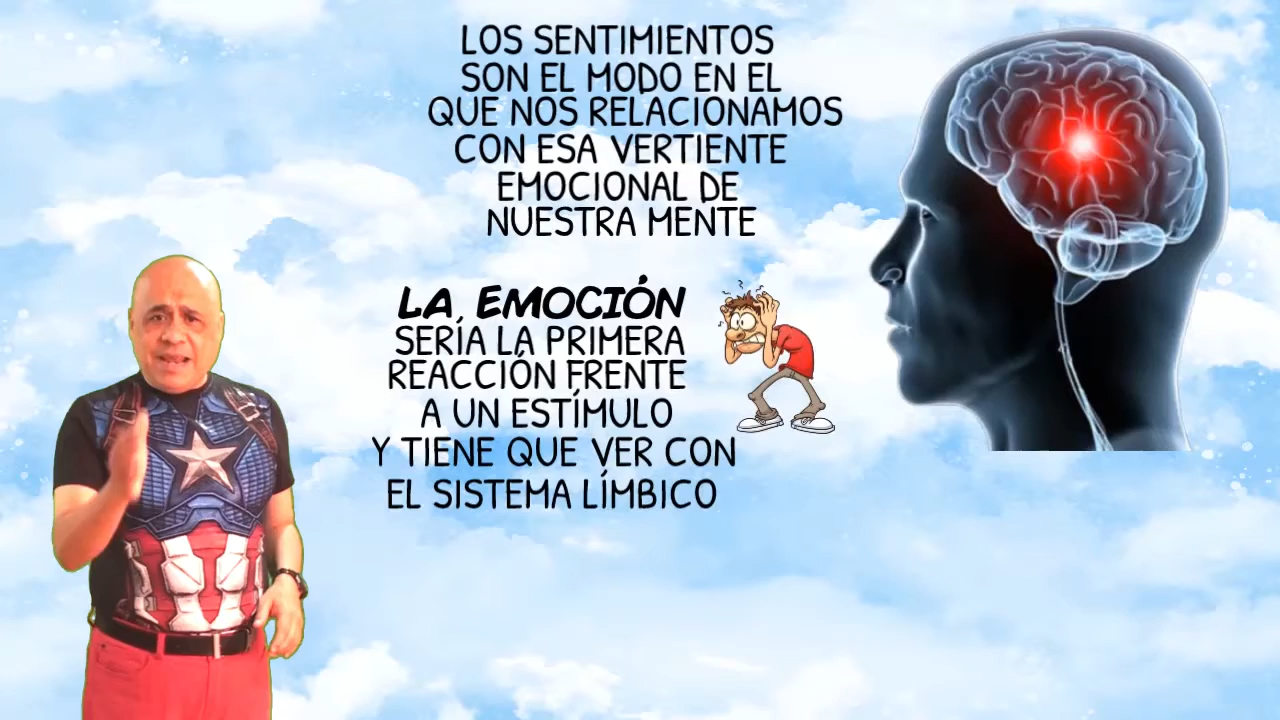 LOS SENTIMIENTOS
SON EL MODO EN EL
QUE NOS RELACIONAMOS
CON ESA VERTIENTE
EMOCIONAL DE
NUESTRA MENTE
LA EMOCIÓN
SERÍA LA PRIMERA
REACCIÓN FRENTE
A UN ESTÍMULO
Y TIENE QUE VER CON
EL SISTEMA LÍMBICO